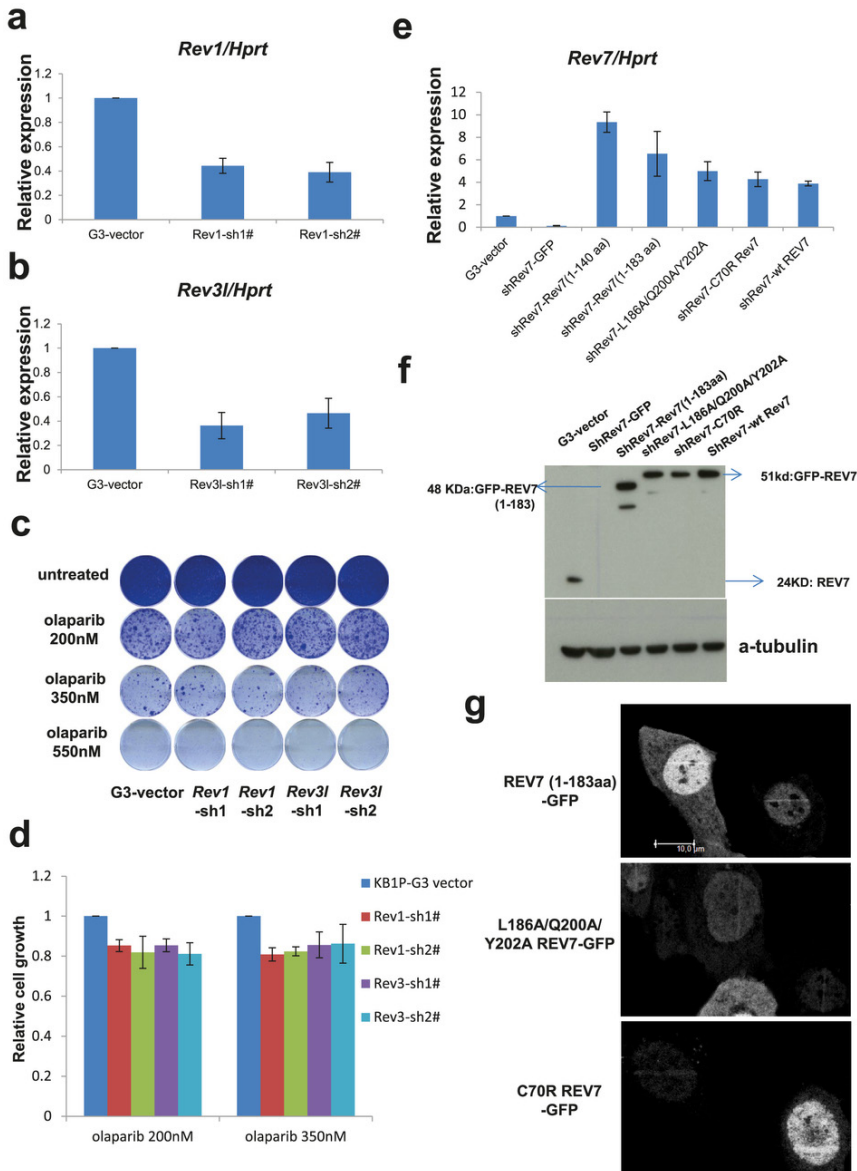 a
Rev1/Hprt
Relative expression
1.2
1
0.8
0.6
0.4
0.2
0
G3-vector
Rev1-sh1#
Rev1-sh2#
b
Rev3l/Hprt
Relative expression
1.2
1
0.8
0.6
0.4
0.2
0
G3-vector
Rev3l-sh1#
Rev3l-sh2#
c
untreated
olaparib
200nM
olaparib
350nM
olaparib
550nM
G3-vector
Rev1
-sh1
Rev1
-sh2
Rev3l
-sh1
Rev3l
-sh2
d
Relative cell growth
1.2
1
0.8
0.6
0.4
0.2
0
olaparib 200nM
olaparib 350nM
KB1P-G3 vector
Rev1-sh1#
Rev1-sh2#
Rev3-sh1#
Rev3-sh2#
e
Rev7/Hprt
Relative expression
12
10
8
6
4
2
0
G3-vector
shRev7-GFP
shRev7-Rev7(1-140 aa)
shRev7-Rev7(1-183 aa)
shRev7-L186A/Q200A/Y202A
shRev7-C70R Rev7
shRev7-wt REV7
f
G3-vector
ShRev7-GFP
ShRev7-Rev7(1-183aa)
shRev7-L186A/Q200A/Y202A
shRev7-C70R
ShRev7-wt Rev7
48 KDa:GFP-REV7
(1-183)
51kd:GFP-REV7
24KD: REV7
a-tubulin
g
REV7 (1-183aa)
-GFP
10,0 µm
L186A/Q200A/
Y202A REV7-GFP
C70R REV7
-GFP